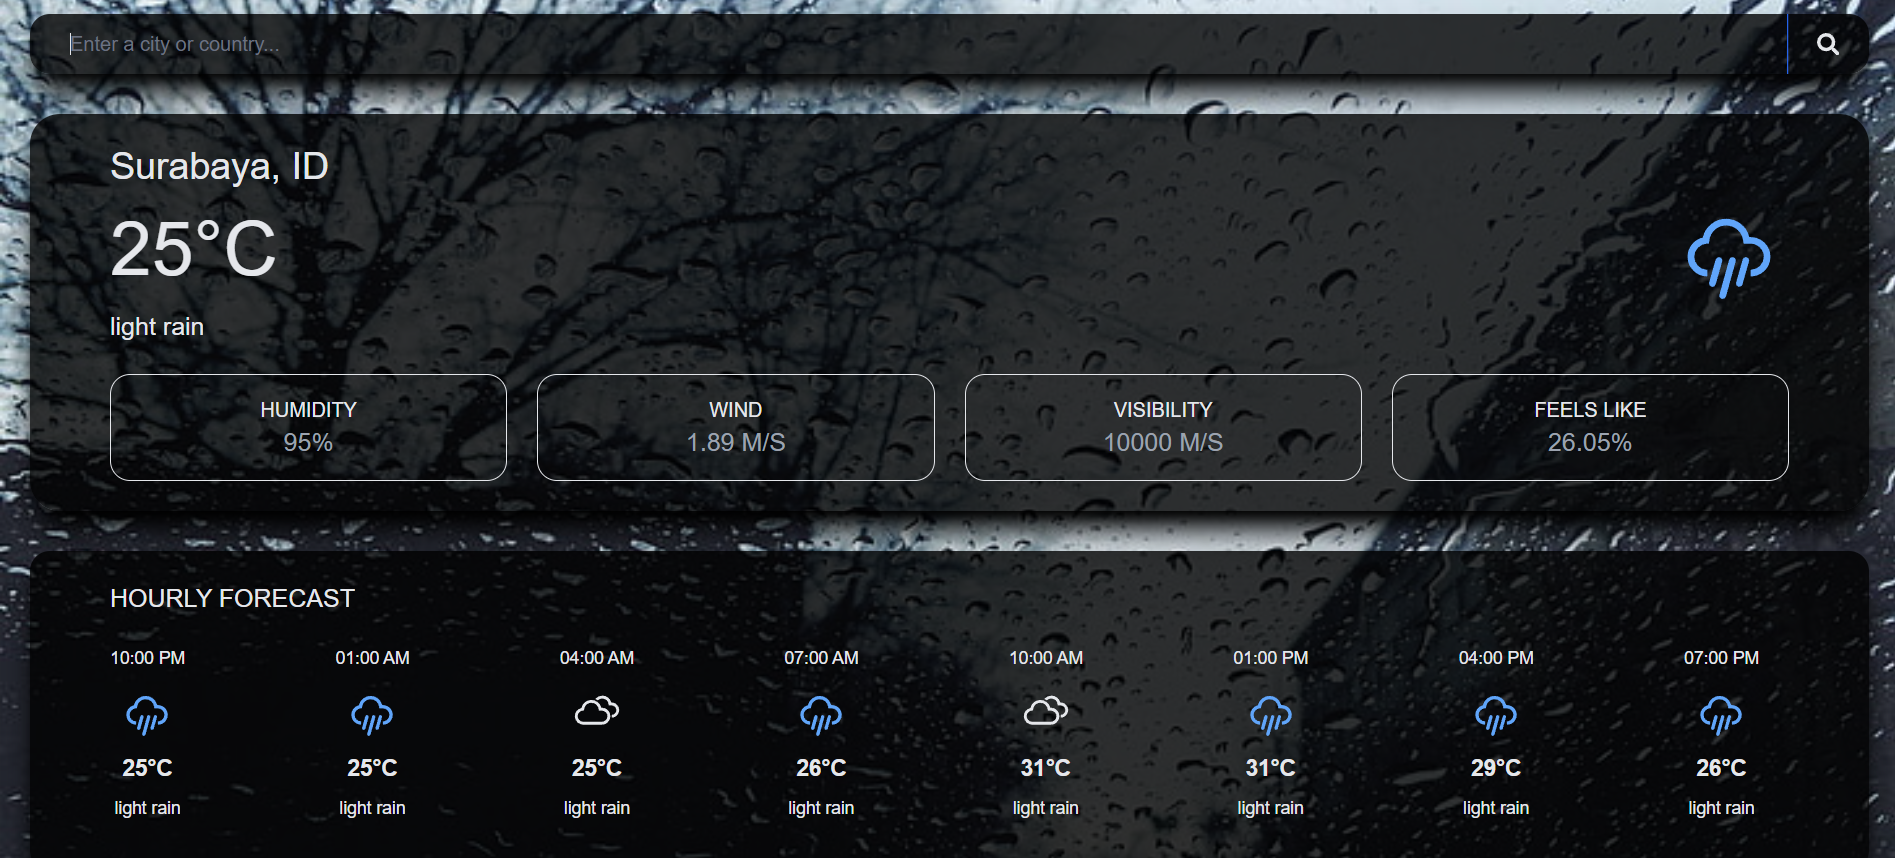 Enter a city or country...
Surabaya, ID
25°C
light rain
HUMIDITY WIND VISIBILITY FEELS LIKE
95% 1.89 M/S 10000 M/S 26.05%
HOURLY FORECAST
10:00 PM 01:00 AM 04:00 AM 07:00 AM 10:00 AM 01:00 PM 04:00 PM 07:00 PM
25°C 25°C 25°C 26°C 31°C 31°C 29°C 26°C
light rain light rain light rain light rain light rain light rain light rain light rain